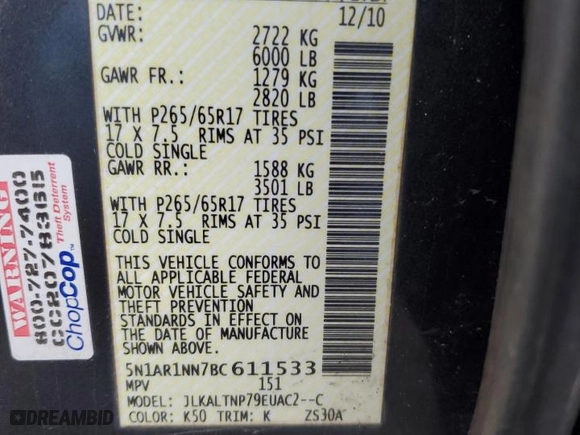 DATE: 12/10
GVWR: 2722 KG
6000 LB
GAWR FR.: 1279 KG
2820 LB
WITH P265/65R17 TIRES
17 X 7.5 RIMS AT 35 PSI
COLD SINGLE
GAWR RR.: 1588 KG
3501 LB
WITH P265/65R17 TIRES
17 X 7.5 RIMS AT 35 PSI
COLD SINGLE
THIS VEHICLE CONFORMS TO
ALL APPLICABLE FEDERAL
MOTOR VEHICLE SAFETY AND
THEFT PREVENTION
STANDARDS IN EFFECT ON
THE DATE OF MANUFACTURE
SHOWN ABOVE.
5N1AR1NN7BC611533
MPV 151
MODEL: JLKALTNP79EUAC2--C
COLOR: K50 TRIM: K ZS30A
WARNING
800-727-7400
CC20783615
ChopCop™ Theft Deterrent
System
DREAMBID